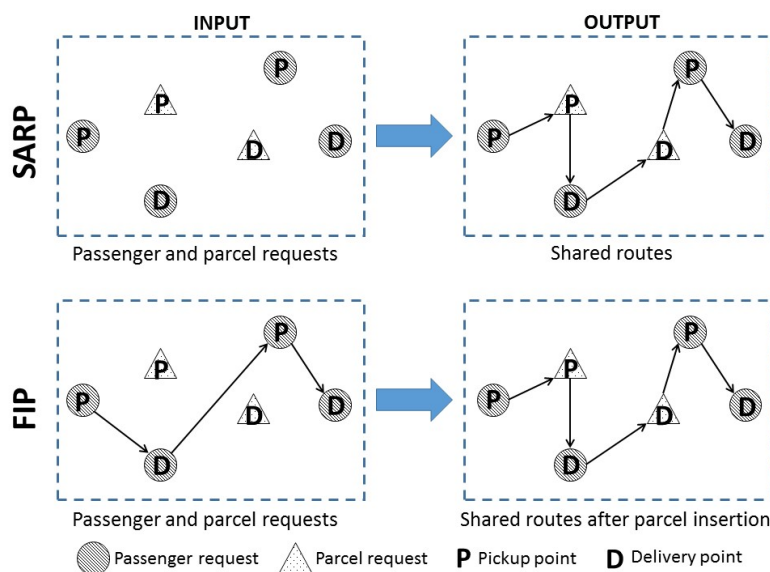 INPUT
OUTPUT
SARP
P
P
P
D
D
D
P
P
P
D
D
D
Passenger and parcel requests
Shared routes
FIP
P
P
P
D
D
D
P
P
P
D
D
D
Passenger and parcel requests
Shared routes after parcel insertion
Passenger request
Parcel request
P Pickup point
D Delivery point